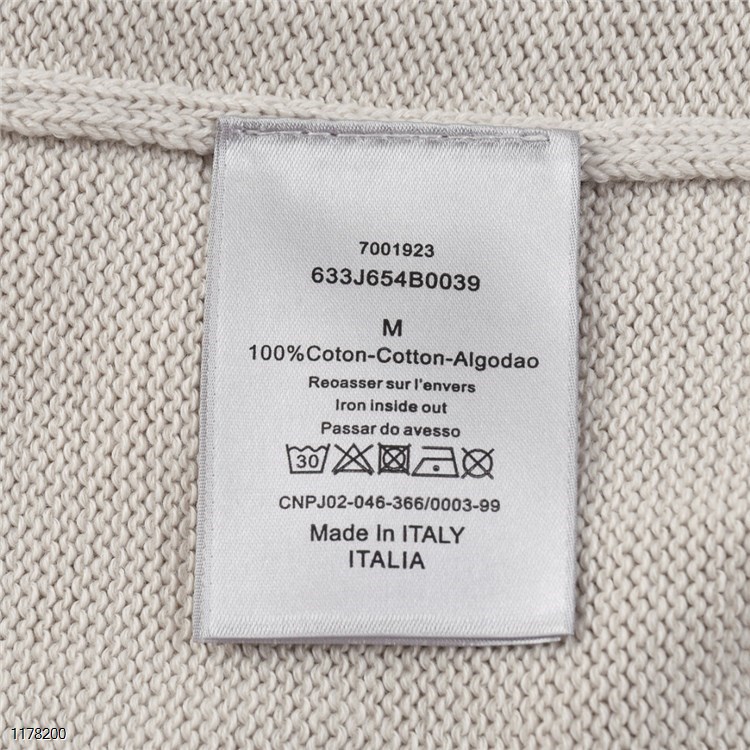 7001923
633J654B0039
M
100%Coton-Cotton-Algodao
Reoasser sur l'envers
Iron inside out
Passar do avesso
30
CNPJ02-046-366/0003-99
Made In ITALY
ITALIA
1178200